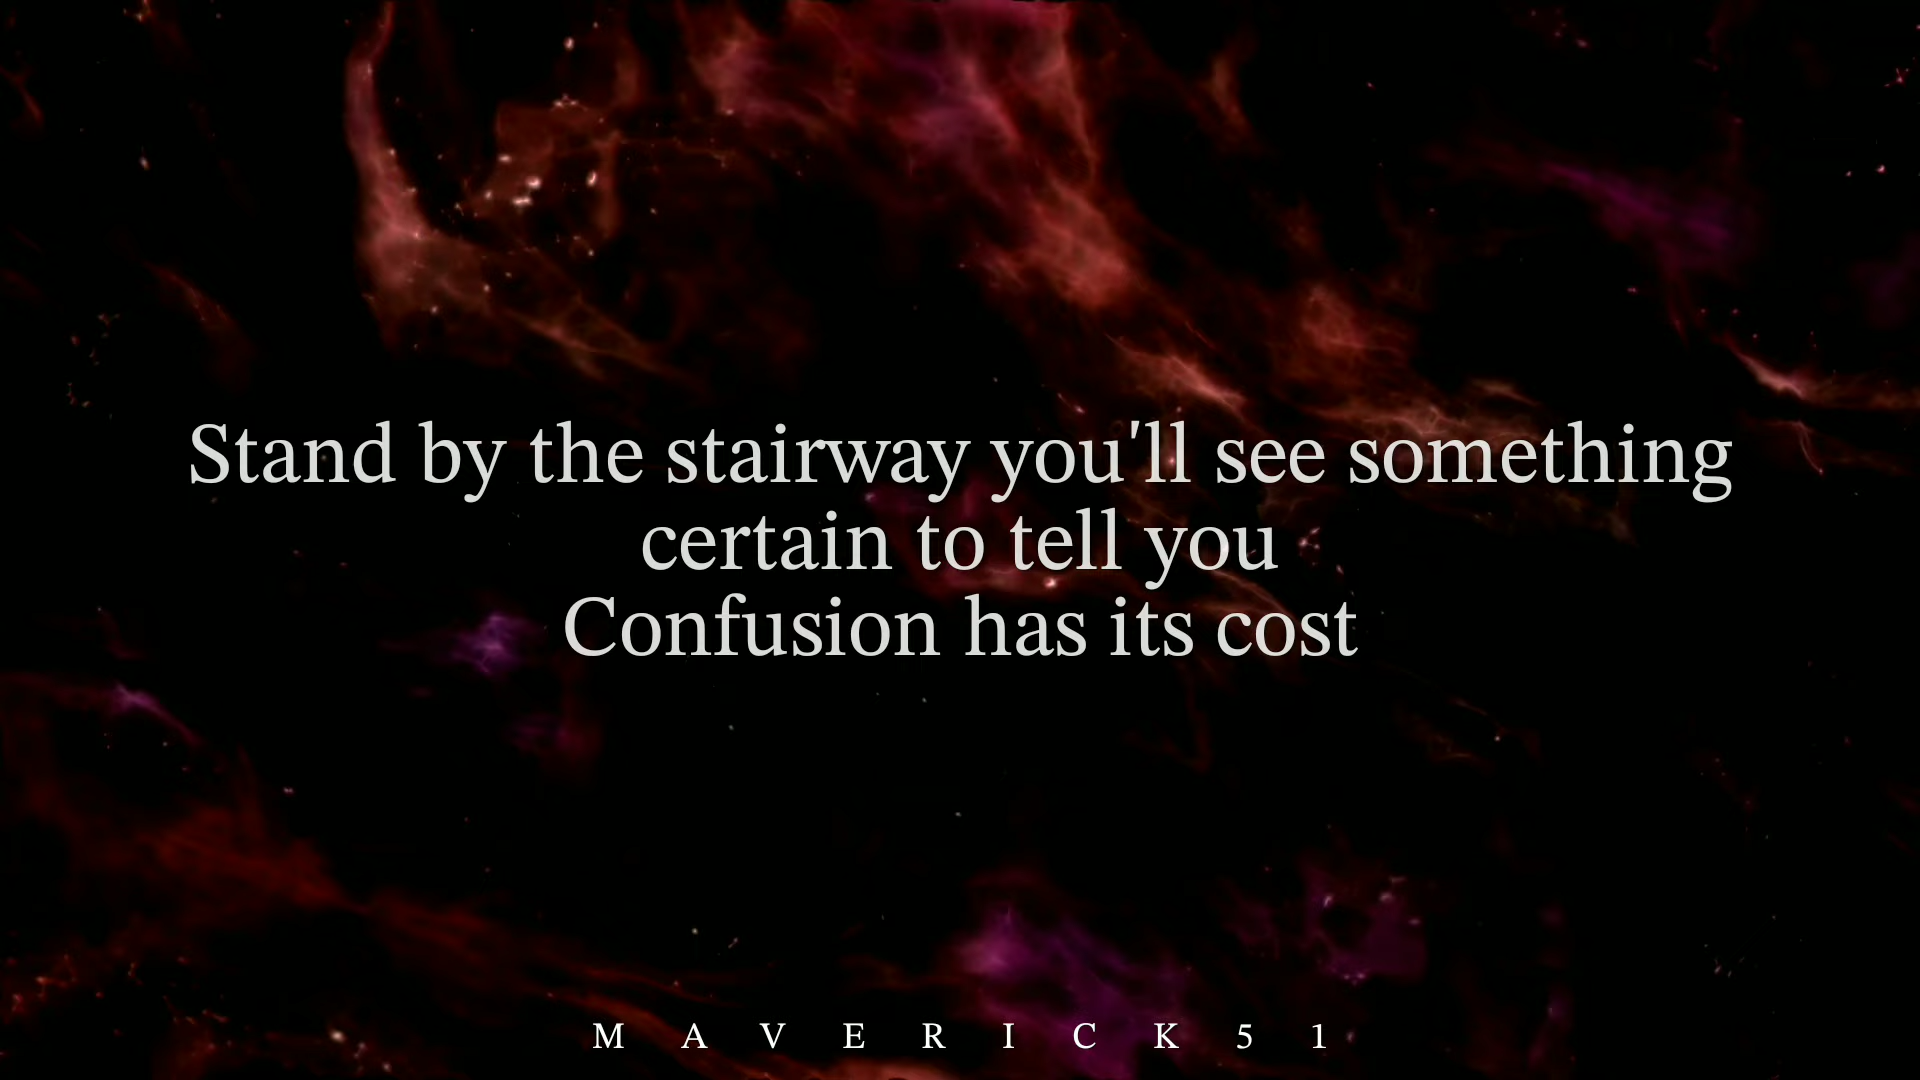 Stand by the stairway you'll see something
certain to tell you
Confusion has its cost
MAVERICK51